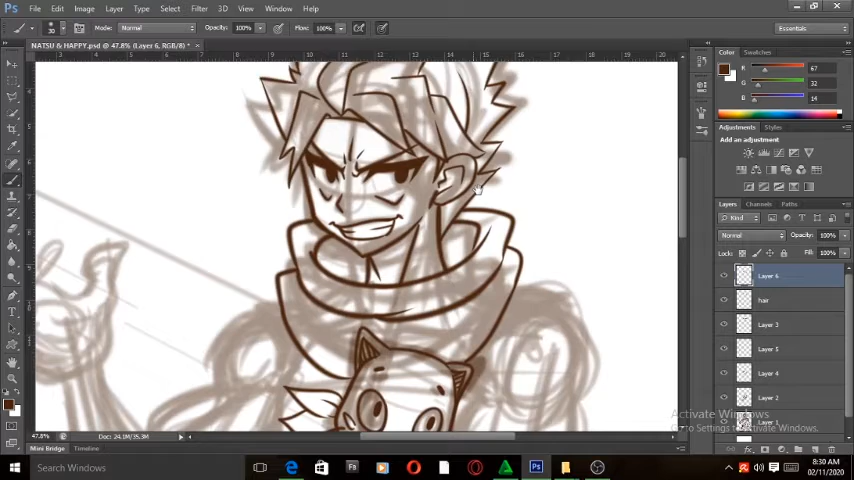 Ps File Edit Image Layer Type Select Filter 3D View Window Help
30 Mode: Normal Opacity: 100% Flow: 100% Essentials
NATSU & HAPPY.psd @ 47.8% (Layer 6, RGB/8) * ×
Color Swatches
R 67
G 32
B 14
Adjustments Styles
Add an adjustment
Layers Channels Paths
Kind
Normal Opacity: 100%
Lock: Fill: 100%
Layer 6
hair
Layer 3
Layer 5
Layer 4
Layer 2
Layer 1
Activate Windows
Go to Settings to activate Windows.
47.8% Doc: 24.1M/35.3M
Mini Bridge Timeline
Search Windows
8:30 AM
02/11/2020